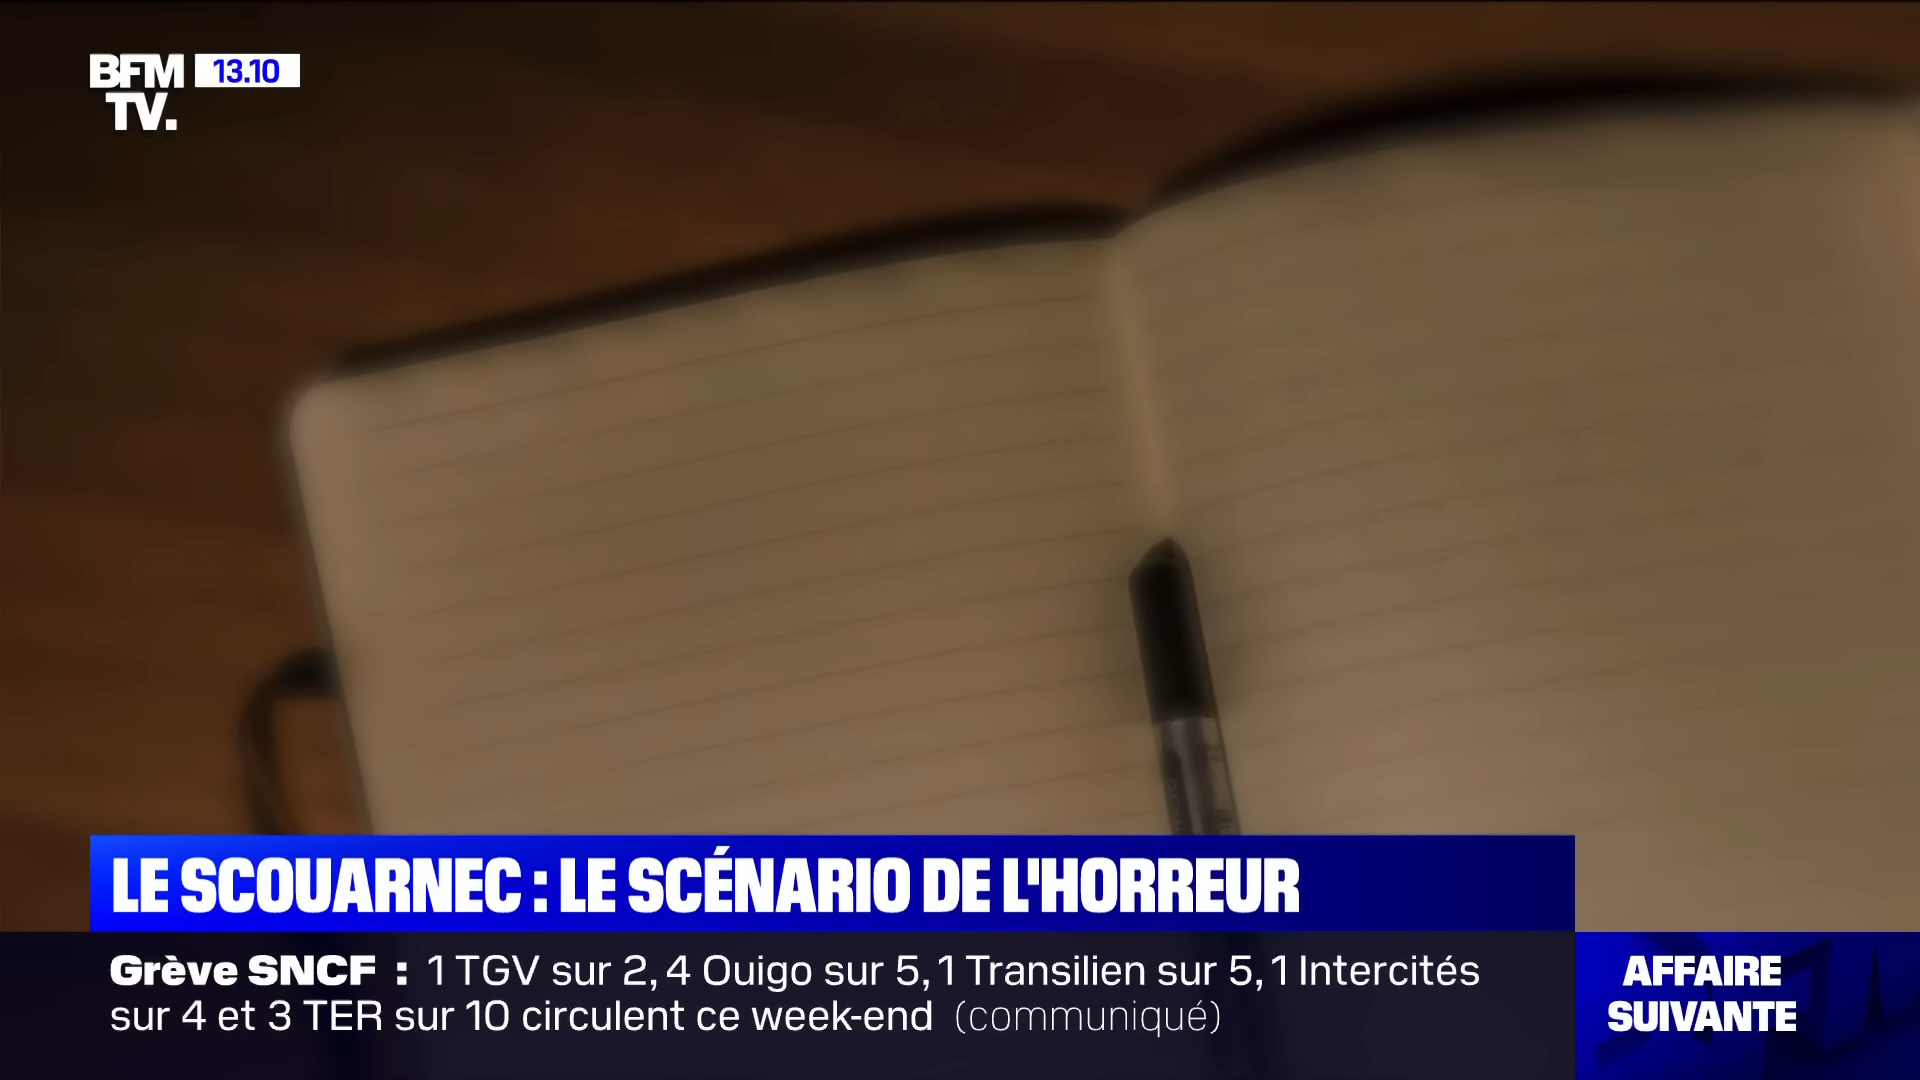 BFM 13.10
TV.
LE SCOUARNEC : LE SCÉNARIO DE L'HORREUR
Grève SNCF : 1 TGV sur 2, 4 Ouigo sur 5, 1 Transilien sur 5, 1 Intercités
sur 4 et 3 TER sur 10 circulent ce week-end (communiqué)
AFFAIRE
SUIVANTE